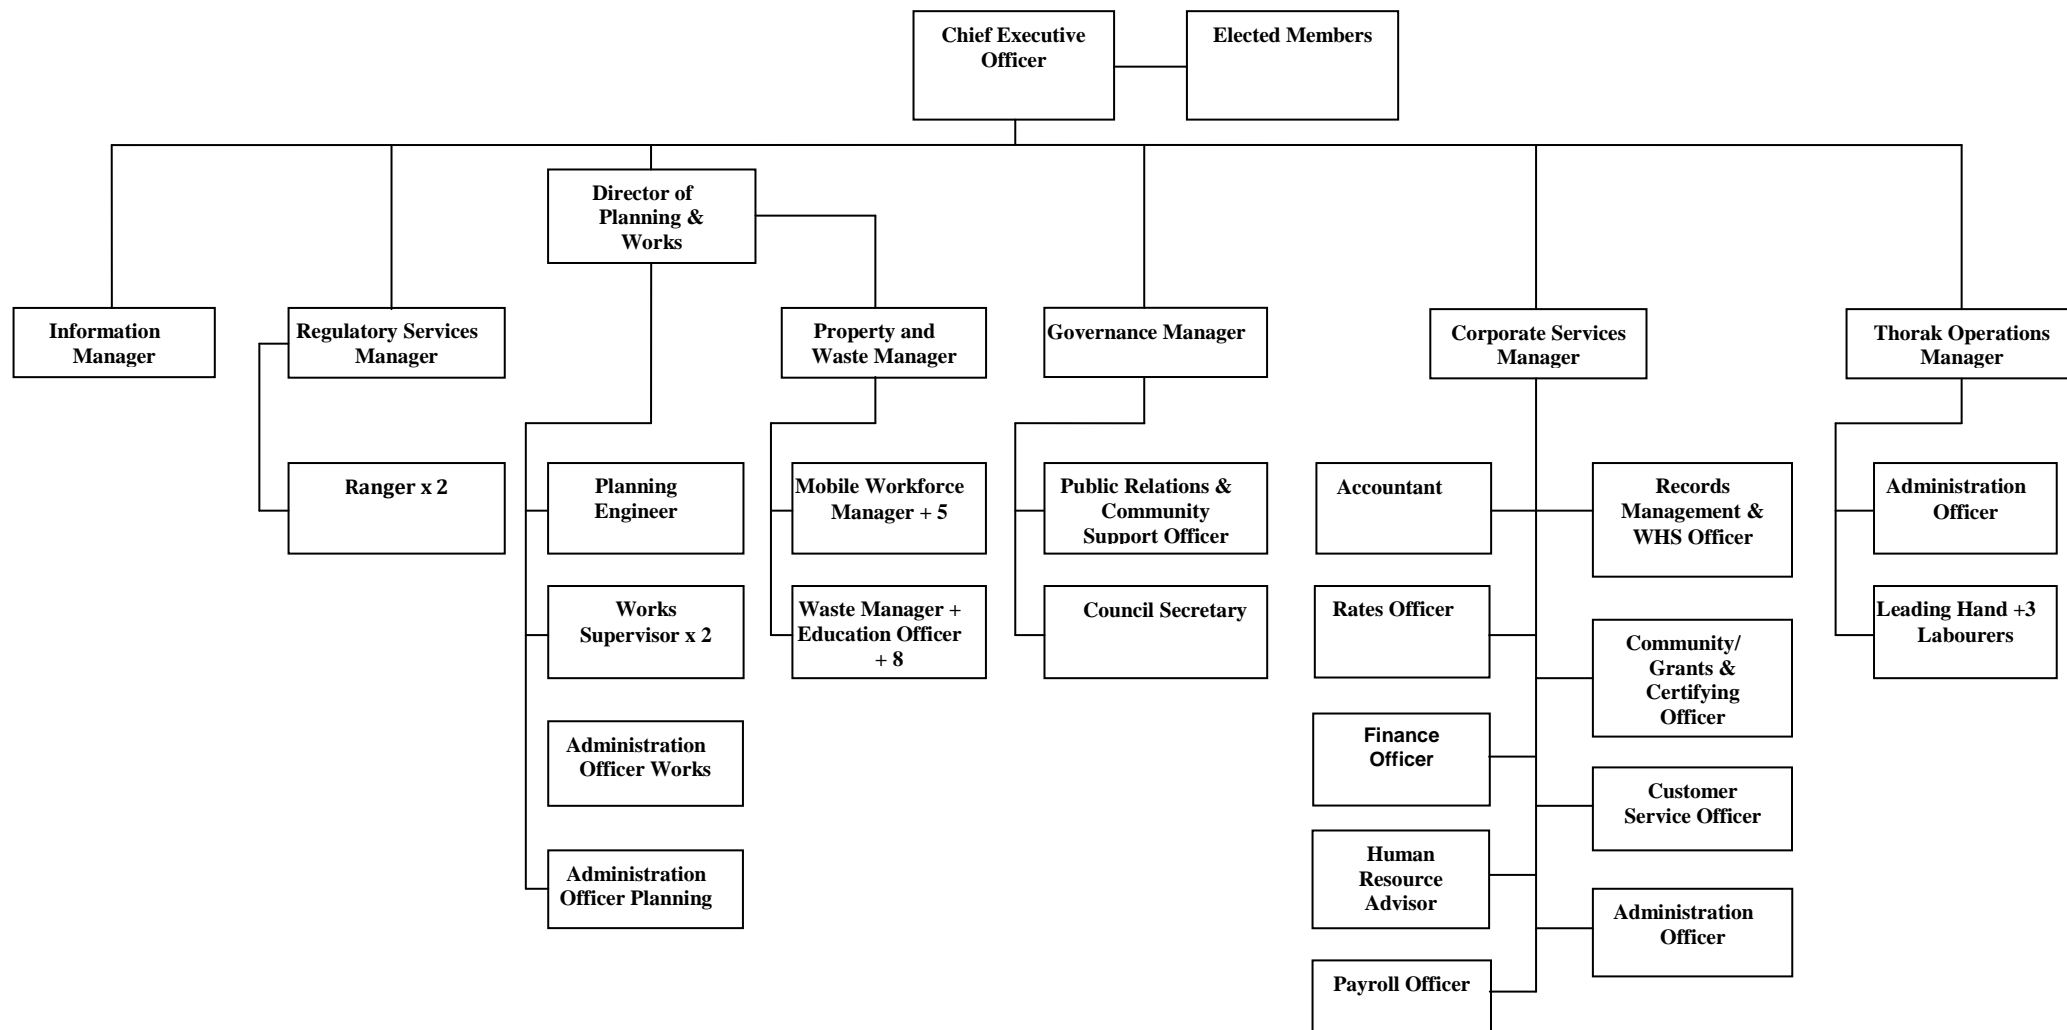 Chief Executive
Officer
Elected Members
Director of
Planning &
Works
Information
Manager
Regulatory Services
Manager
Property and
Waste Manager
Governance Manager
Corporate Services
Manager
Thorak Operations
Manager
Ranger x 2
Planning
Engineer
Mobile Workforce
Manager + 5
Public Relations &
Community
Support Officer
Accountant
Records
Management &
WHS Officer
Administration
Officer
Works
Supervisor x 2
Waste Manager +
Education Officer
+ 8
Council Secretary
Rates Officer
Community/
Grants &
Certifying
Officer
Leading Hand +3
Labourers
Administration
Officer Works
Finance
Officer
Customer
Service Officer
Administration
Officer Planning
Human
Resource
Advisor
Administration
Officer
Payroll Officer